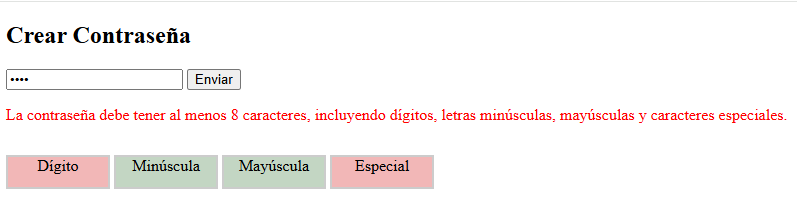 Crear Contraseña
•••• Enviar
La contraseña debe tener al menos 8 caracteres, incluyendo dígitos, letras minúsculas, mayúsculas y caracteres especiales.
Dígito Minúscula Mayúscula Especial